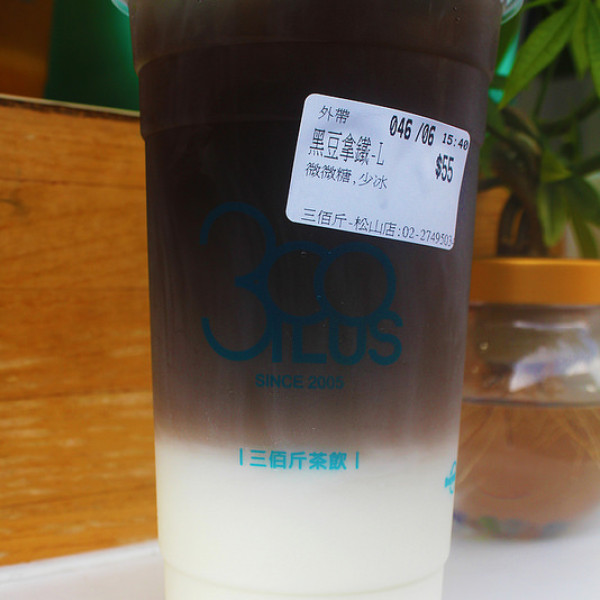 外帶
046 /06 15:40
黑豆拿鐵-L
$55
微微糖,少冰
三佰斤-松山店:02-2749503
300
ILUS
SINCE 2005
三佰斤茶飲